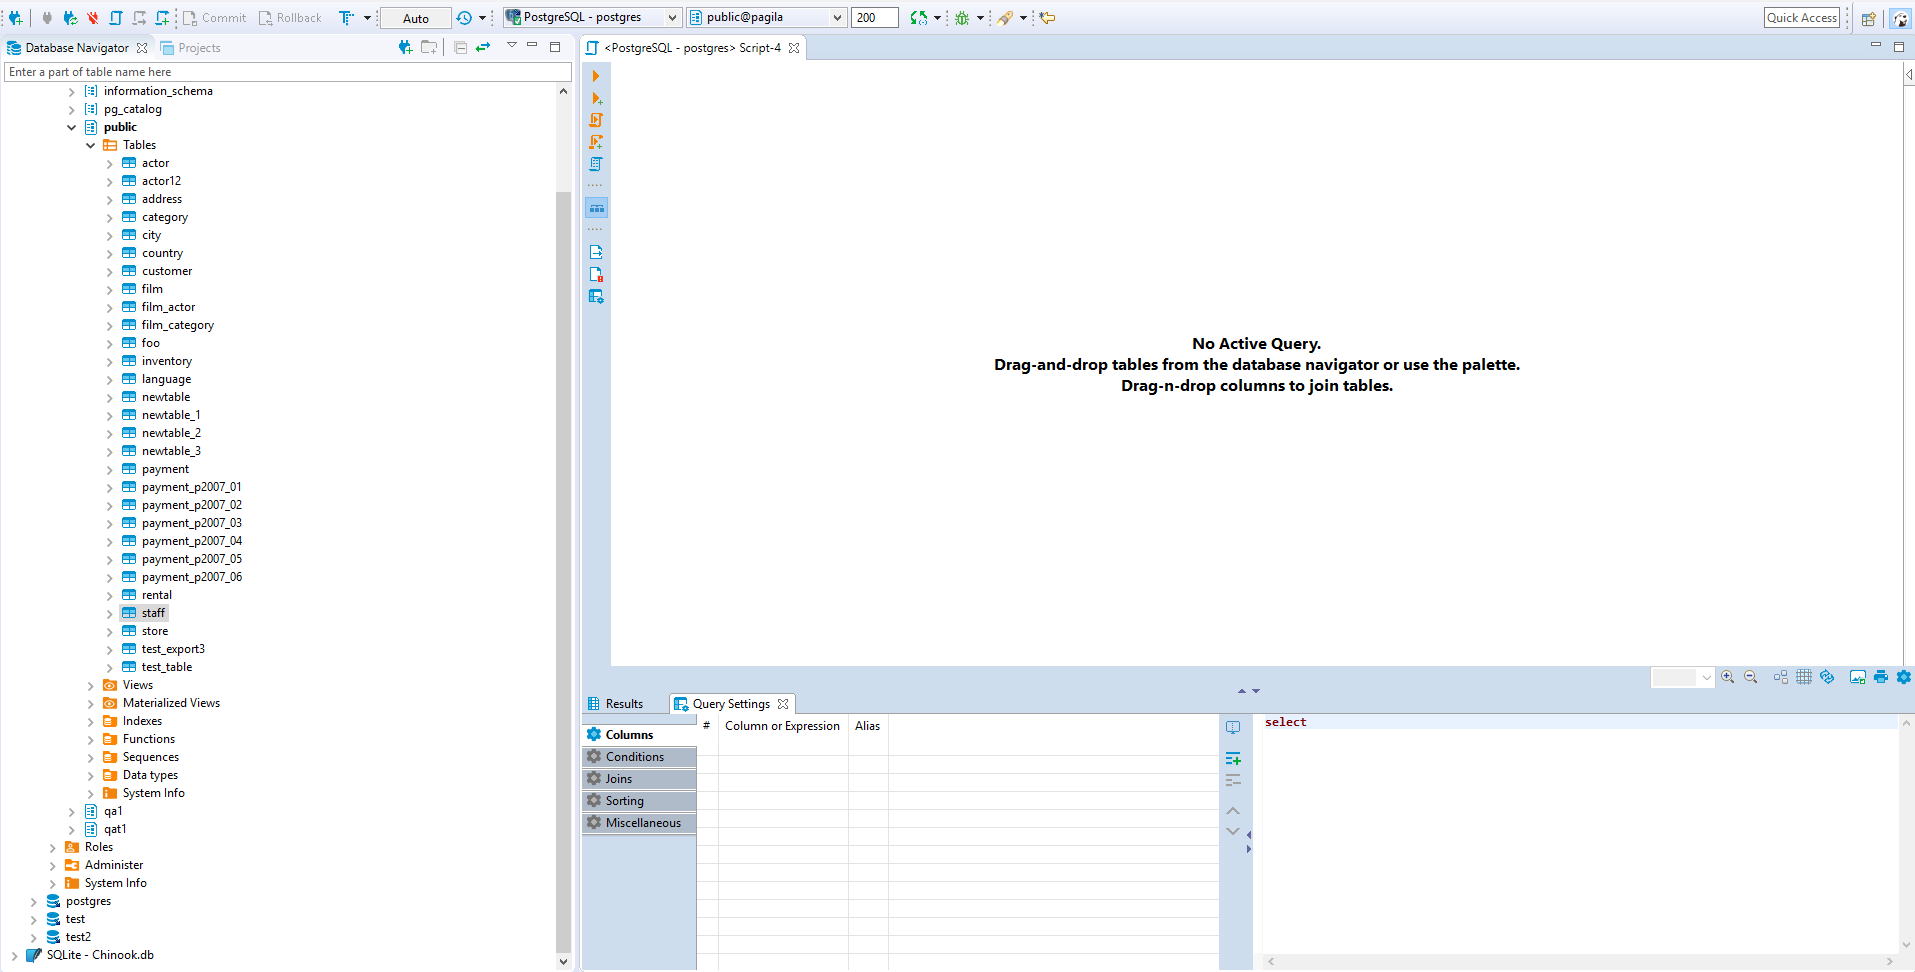 Commit
Rollback
Auto
PostgreSQL - postgres
public@pagila
200
Quick Access
Database Navigator
Projects
<PostgreSQL - postgres> Script-4
Enter a part of table name here
information_schema
pg_catalog
public
Tables
actor
actor12
address
category
city
country
customer
film
film_actor
film_category
foo
inventory
language
newtable
newtable_1
newtable_2
newtable_3
payment
payment_p2007_01
payment_p2007_02
payment_p2007_03
payment_p2007_04
payment_p2007_05
payment_p2007_06
rental
staff
store
test_export3
test_table
Views
Materialized Views
Indexes
Functions
Sequences
Data types
System Info
qa1
qat1
Roles
Administer
System Info
postgres
test
test2
SQLite - Chinook.db
No Active Query.
Drag-and-drop tables from the database navigator or use the palette.
Drag-n-drop columns to join tables.
Results
Query Settings
Columns
Conditions
Joins
Sorting
Miscellaneous
# Column or Expression Alias
select